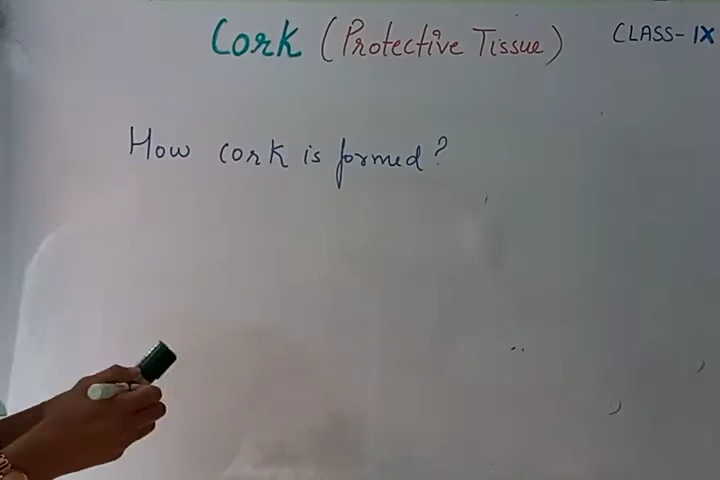 Cork (Protective Tissue) CLASS-IX
How cork is formed?